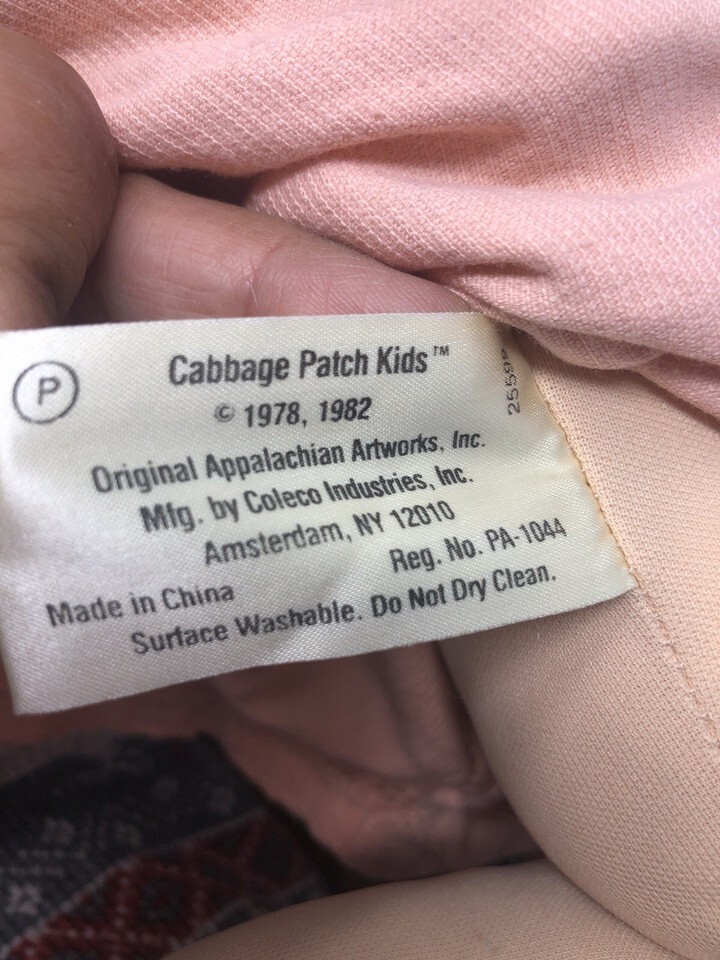 P
Cabbage Patch Kids™
© 1978, 1982
Original Appalachian Artworks, Inc.
Mfg. by Coleco Industries, Inc.
Amsterdam, NY 12010
Reg. No. PA-1044
Made in China
Surface Washable. Do Not Dry Clean.